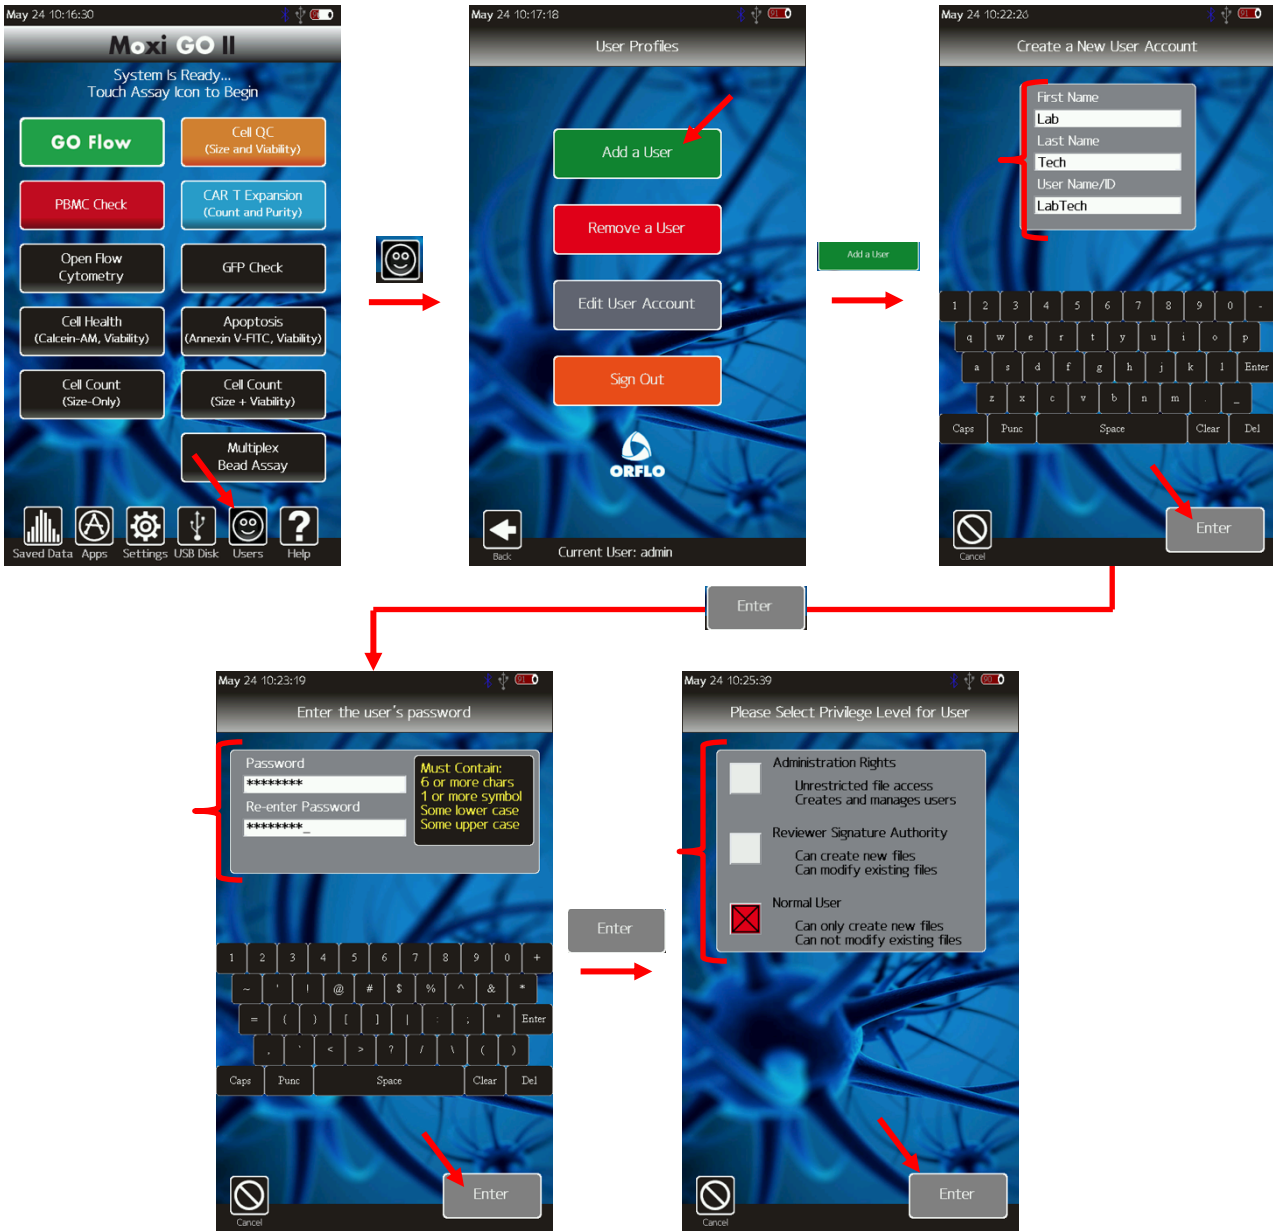 May 24 10:16:30
Moxi GO II
System Is Ready...
Touch Assay Icon to Begin
GO Flow
Cell QC
(Size and Viability)
PBMC Check
CAR T Expansion
(Count and Purity)
Open Flow
Cytometry
GFP Check
Cell Health
(Calcein-AM, Viability)
Apoptosis
(Annexin V-FITC, Viability)
Cell Count
(Size-Only)
Cell Count
(Size + Viability)
Multiplex
Bead Assay
Saved Data Apps Settings USB Disk Users Help
May 24 10:17:18
91
User Profiles
Add a User
Remove a User
Edit User Account
Sign Out
ORFLO
Back
Current User: admin
Add a User
May 24 10:22:26
91
Create a New User Account
First Name
Lab
Last Name
Tech
User Name/ID
LabTech
1 2 3 4 5 6 7 8 9 0 -
q w e r t y u i o p
a s d f g h j k l Enter
z x c v b n m . _
Caps Punc Space Clear Del
Cancel
Enter
Enter
May 24 10:23:19
91
Enter the user's password
Password
********
Re-enter Password
********_
Must Contain:
6 or more chars
1 or more symbol
Some lower case
Some upper case
1 2 3 4 5 6 7 8 9 0 +
~ ' ! @ # $ % ^ & *
= ( ) [ ] | : ; " Enter
, ` < > ? / \ ( )
Caps Punc Space Clear Del
Cancel
Enter
Enter
May 24 10:25:39
90
Please Select Privilege Level for User
Administration Rights
Unrestricted file access
Creates and manages users
Reviewer Signature Authority
Can create new files
Can modify existing files
Normal User
Can only create new files
Can not modify existing files
Cancel
Enter